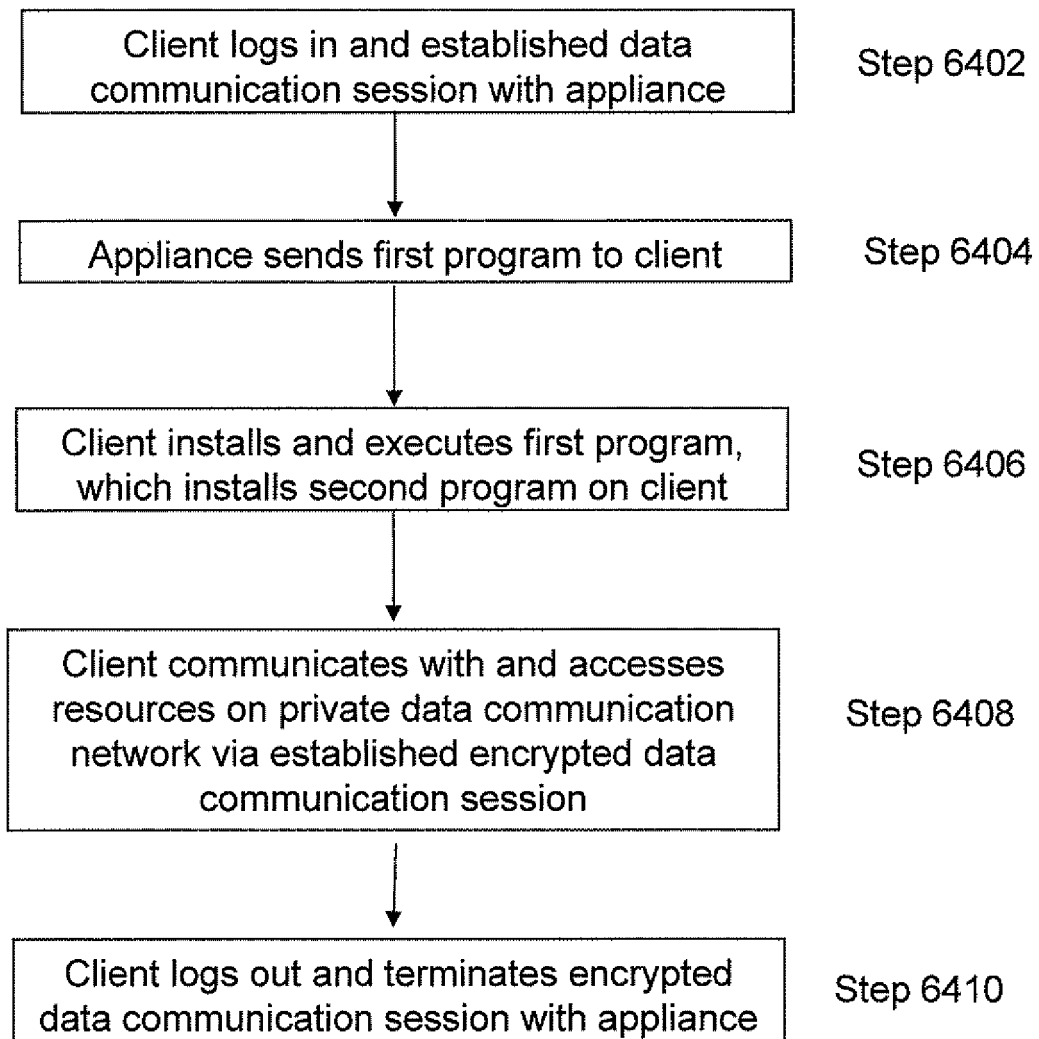 Client logs in and established data
communication session with appliance
Step 6402
Appliance sends first program to client
Step 6404
Client installs and executes first program,
which installs second program on client
Step 6406
Client communicates with and accesses
resources on private data communication
network via established encrypted data
communication session
Step 6408
Client logs out and terminates encrypted
data communication session with appliance
Step 6410